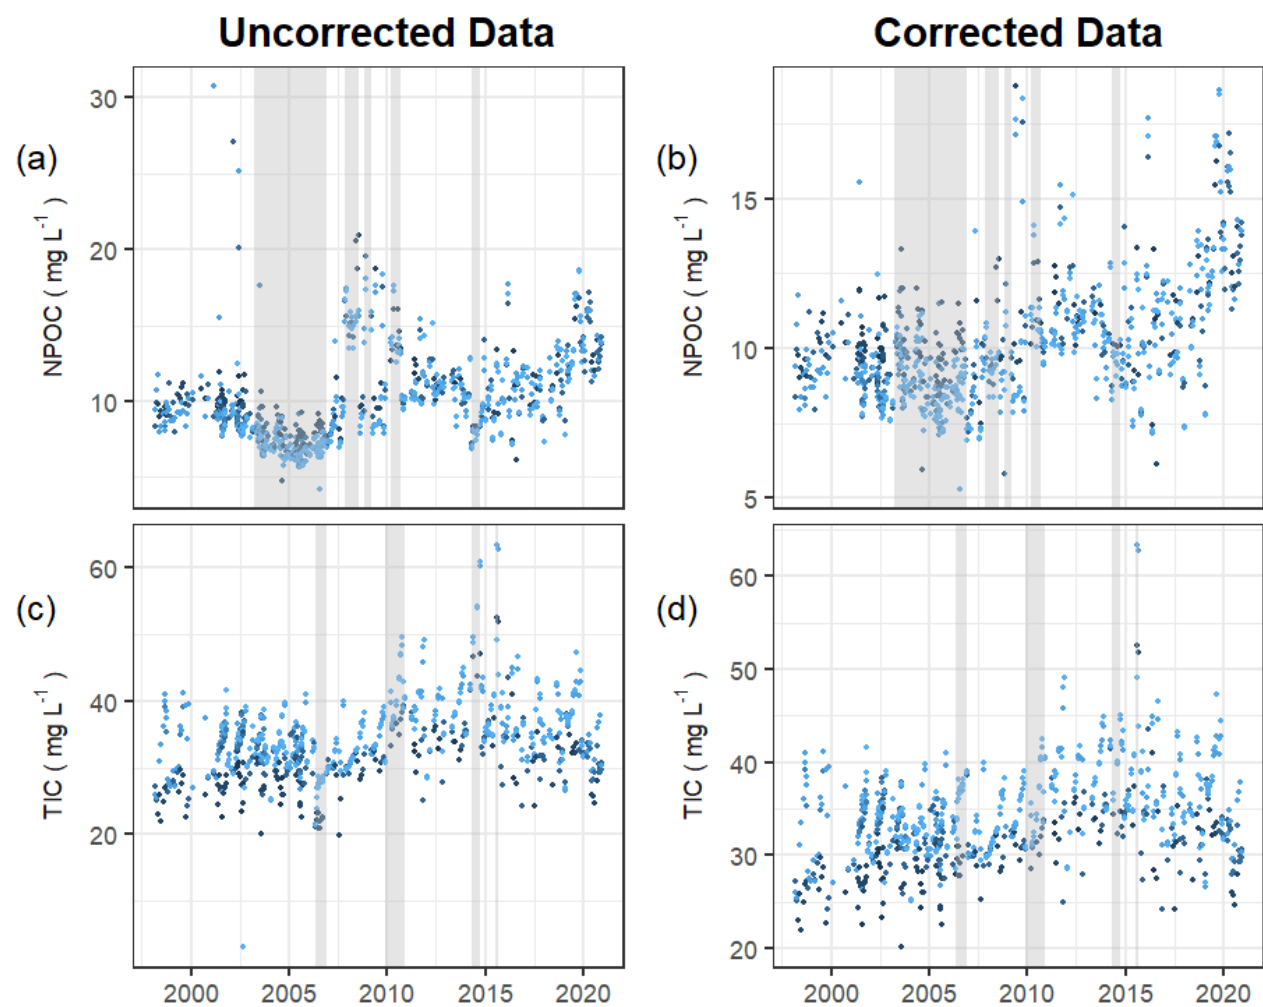 Uncorrected Data
Corrected Data
(a)
NPOC ( mg L⁻¹ )
30
20
10
(b)
NPOC ( mg L⁻¹ )
15
10
5
(c)
TIC ( mg L⁻¹ )
60
40
20
2000 2005 2010 2015 2020
(d)
TIC ( mg L⁻¹ )
60
50
40
30
20
2000 2005 2010 2015 2020